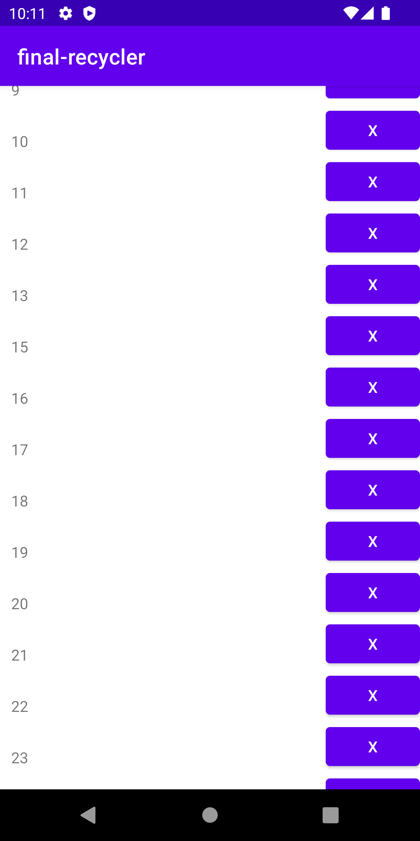 10:11
final-recycler
9
10 X
11 X
12 X
13 X
15 X
16 X
17 X
18 X
19 X
20 X
21 X
22 X
23 X